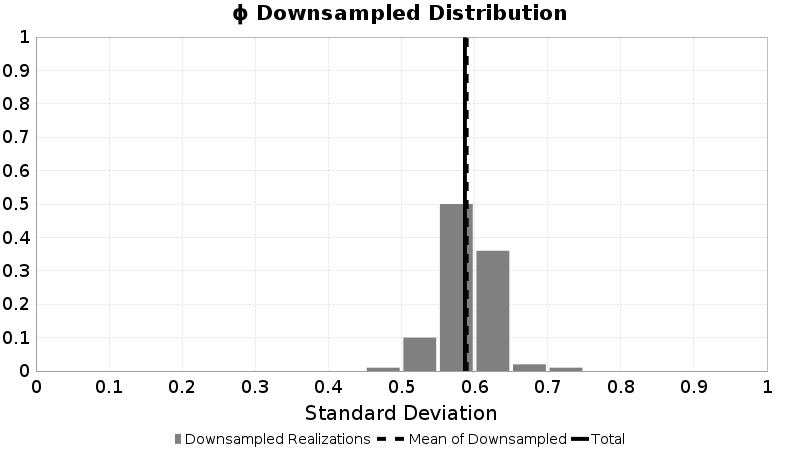 ϕ Downsampled Distribution
1
0.9
0.8
0.7
0.6
0.5
0.4
0.3
0.2
0.1
0
0 0.1 0.2 0.3 0.4 0.5 0.6 0.7 0.8 0.9 1
Standard Deviation
Downsampled Realizations Mean of Downsampled Total